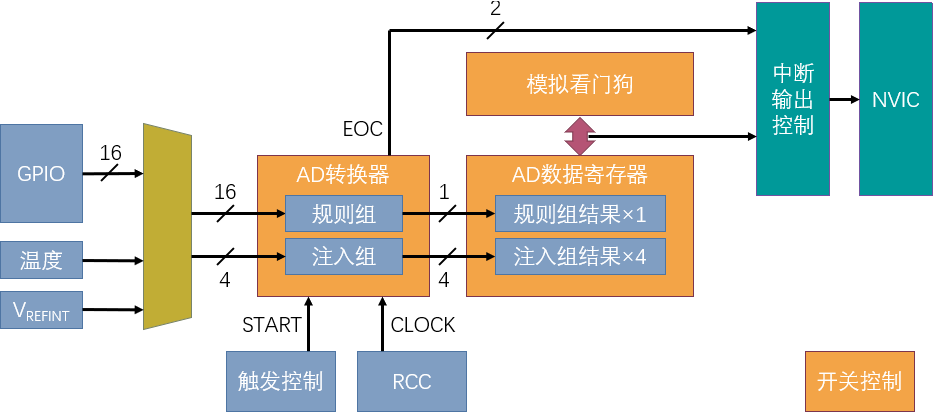 2
中断
输出
控制
NVIC
模拟看门狗
EOC
GPIO
16
AD转换器
AD数据寄存器
16
规则组
1
规则组结果×1
温度
4
注入组
4
注入组结果×4
VREFINT
START
CLOCK
触发控制
RCC
开关控制